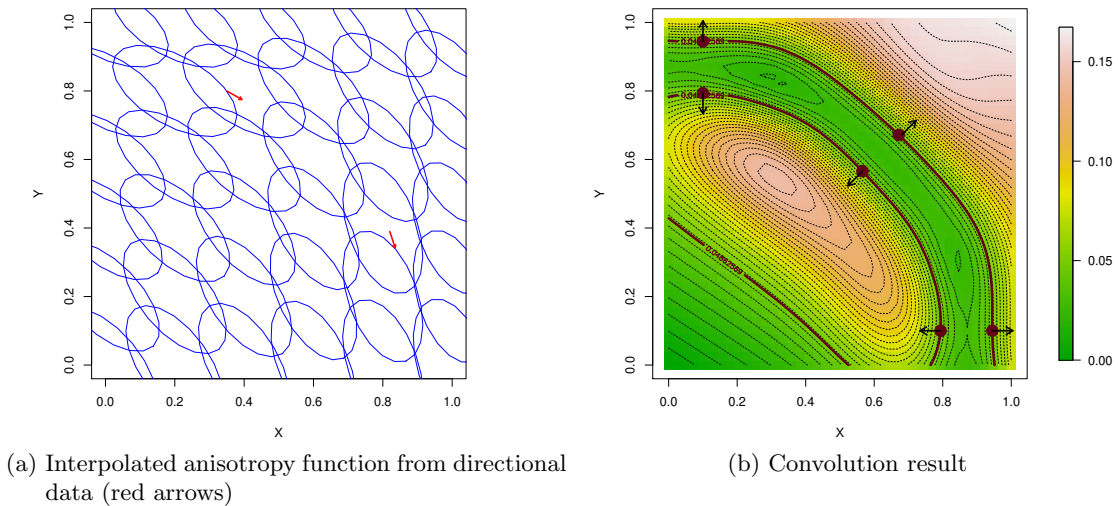 1.0
0.8
0.6
0.4
0.2
0.0
Y
0.0 0.2 0.4 0.6 0.8 1.0
X
(a) Interpolated anisotropy function from directional
data (red arrows)
1.0
0.8
0.6
0.4
0.2
0.0
Y
0.04862569
0.0 0.2 0.4 0.6 0.8 1.0
X
0.15
0.10
0.05
0.00
(b) Convolution result